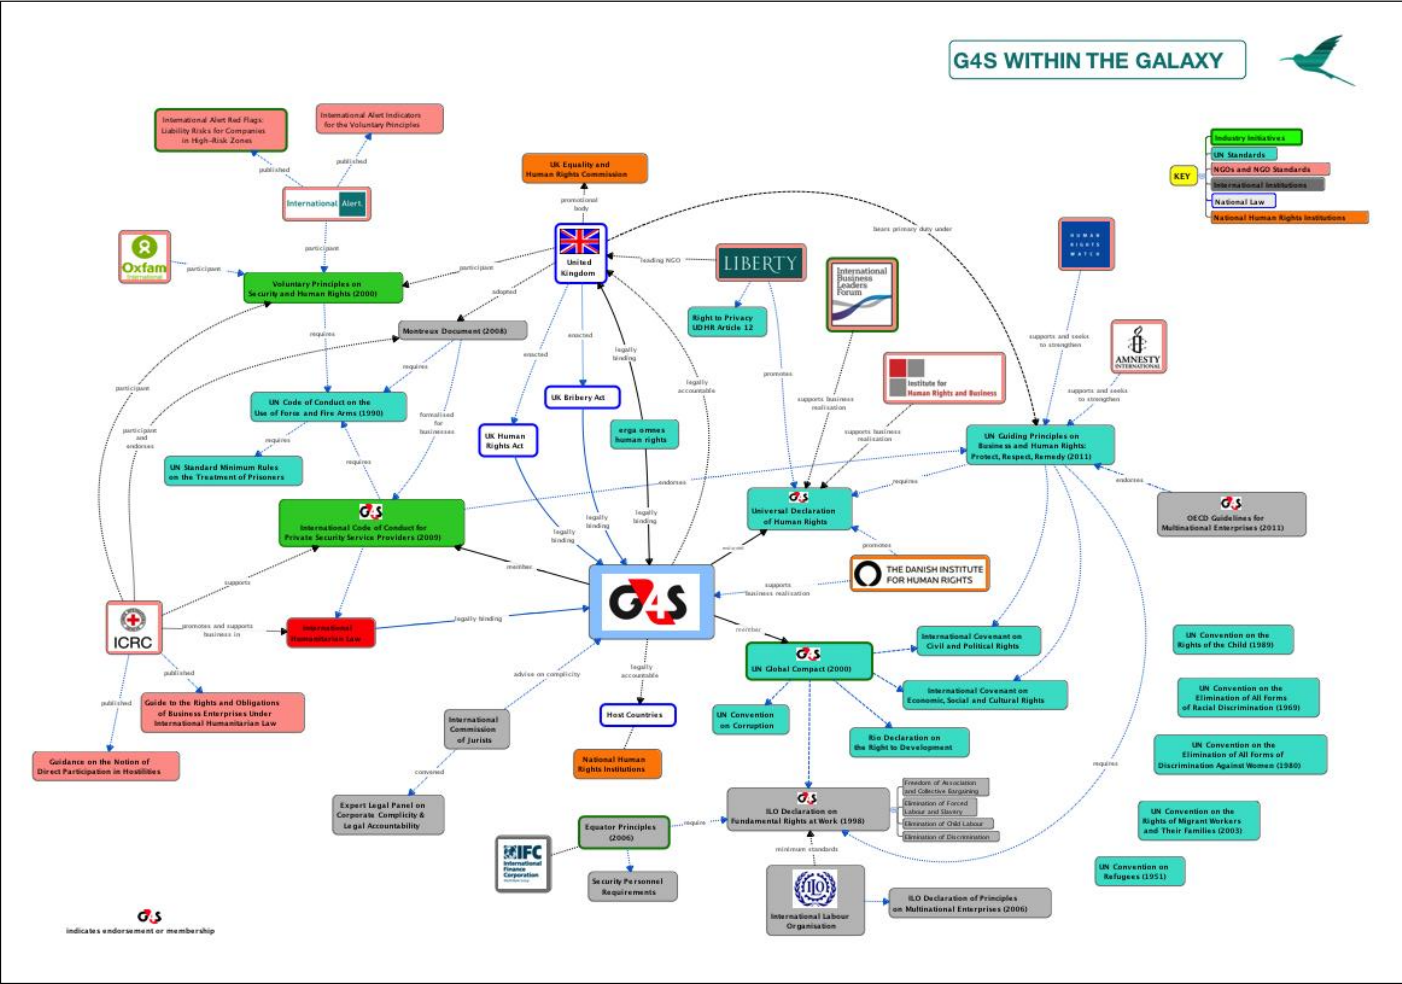 G4S WITHIN THE GALAXY
International Alert Red Flags:
Liability Risks for Companies
in High-Risk Zones
International Alert Indicators
for the Voluntary Principles
published
published
International Alert.
participant
Oxfam
International
participant
Voluntary Principles on
Security and Human Rights (2000)
UK Equality and
Human Rights Commission
promotional
body
United
Kingdom
participant
adopted
Montreux Document (2008)
leading NGO
LIBERTY
bears primary duty under
Right to Privacy
UDHR Article 12
International
Business
Leaders
Forum
KEY
Industry Initiatives
UN Standards
NGOs and NGO Standards
International Institutions
National Law
National Human Rights Institutions
HUMAN
RIGHTS
WATCH
supports and seeks
to strengthen
AMNESTY
INTERNATIONAL
supports and seeks
to strengthen
Institute for
Human Rights and Business
supports business
realisation
supports business
realisation
promotes
requires
requires
enacted
enacted
legally
binding
legally
accountable
participant
participant
and
endorses
UN Code of Conduct on the
Use of Force and Fire Arms (1990)
formalised
for
businesses
UK Bribery Act
UK Human
Rights Act
erga omnes
human rights
requires
UN Standard Minimum Rules
on the Treatment of Prisoners
requires
endorses
UN Guiding Principles on
Business and Human Rights:
Protect, Respect, Remedy (2011)
requires
endorses
G4S
OECD Guidelines for
Multinational Enterprises (2011)
G4S
International Code of Conduct for
Private Security Service Providers (2009)
G4S
Universal Declaration
of Human Rights
legally
binding
legally
binding
legally
binding
promotes
THE DANISH INSTITUTE
FOR HUMAN RIGHTS
supports
business realisation
member
G4S
supports
ICRC
promotes and supports
business in
International
Humanitarian Law
legally binding
member
G4S
UN Global Compact (2000)
International Covenant on
Civil and Political Rights
International Covenant on
Economic, Social and Cultural Rights
UN Convention
on Corruption
Rio Declaration on
the Right to Development
legally
accountable
advise on complicity
Host Countries
National Human
Rights Institutions
International
Commission
of Jurists
convened
Expert Legal Panel on
Corporate Complicity &
Legal Accountability
published
published
Guide to the Rights and Obligations
of Business Enterprises Under
International Humanitarian Law
Guidance on the Notion of
Direct Participation in Hostilities
UN Convention on the
Rights of the Child (1989)
UN Convention on the
Elimination of All Forms
of Racial Discrimination (1969)
UN Convention on the
Elimination of All Forms of
Discrimination Against Women (1980)
UN Convention on the
Rights of Migrant Workers
and Their Families (2003)
UN Convention on
Refugees (1951)
requires
G4S
ILO Declaration on
Fundamental Rights at Work (1998)
Freedom of Association
and Collective Bargaining
Elimination of Forced
Labour and Slavery
Elimination of Child Labour
Elimination of Discrimination
Equator Principles
(2006)
require
IFC
International
Finance
Corporation
Security Personnel
Requirements
minimum standards
ILO
International Labour
Organisation
ILO Declaration of Principles
on Multinational Enterprises (2006)
G4S
indicates endorsement or membership